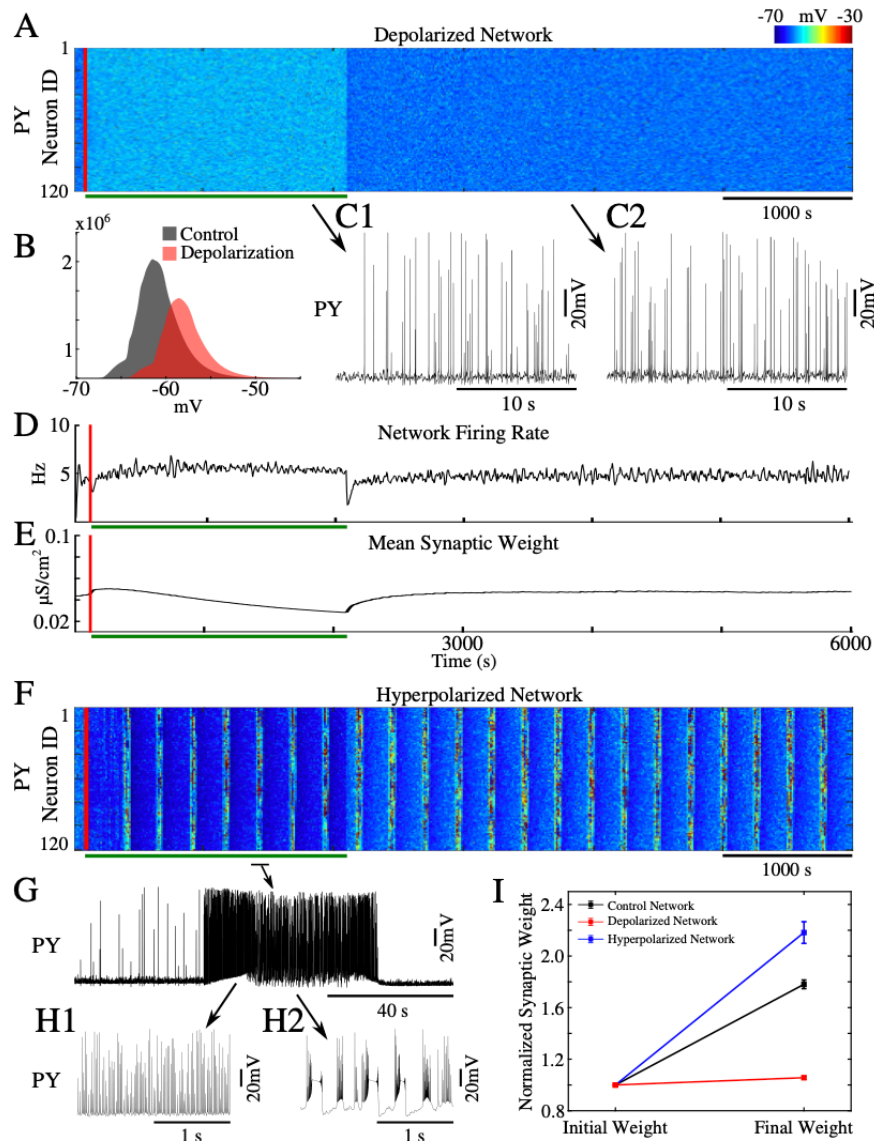 A
Depolarized Network
-70 mV -30
1
PY
Neuron ID
120
1000 s
B
x10^6
Control
Depolarization
2
1
-70 -60 -50
mV
C1
PY
20mV
10 s
C2
20mV
10 s
D
Network Firing Rate
10
5
Hz
E
Mean Synaptic Weight
0.1
0.02
µS/cm²
3000 6000
Time (s)
F
Hyperpolarized Network
1
PY
Neuron ID
120
1000 s
G
PY
20mV
40 s
H1
PY
20mV
1 s
H2
20mV
1 s
I
Normalized Synaptic Weight
2.4
2.0
1.6
1.2
0.8
Control Network
Depolarized Network
Hyperpolarized Network
Initial Weight Final Weight